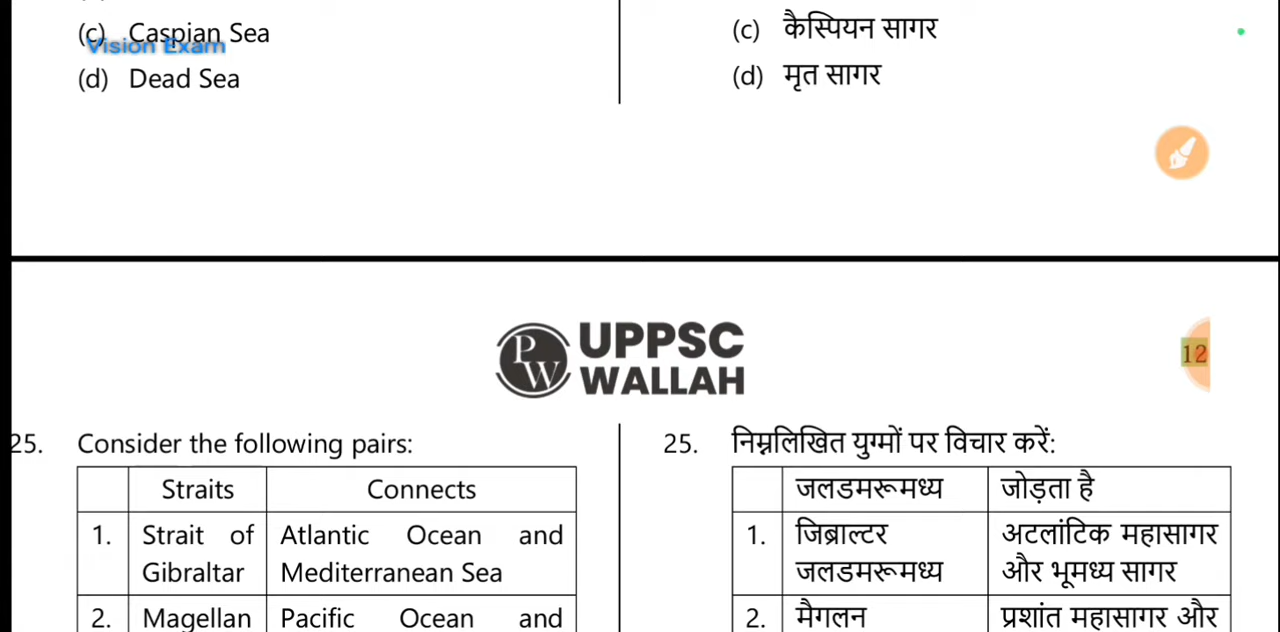 (c) Caspian Sea
Vision Exam
(d) Dead Sea
(c) कैस्पियन सागर
(d) मृत सागर
PW UPPSC
WALLAH
12
25. Consider the following pairs:
Straits Connects
1. Strait of Atlantic Ocean and
Gibraltar Mediterranean Sea
2. Magellan Pacific Ocean and
25. निम्नलिखित युग्मों पर विचार करें:
जलडमरूमध्य जोड़ता है
1. जिब्राल्टर अटलांटिक महासागर
जलडमरूमध्य और भूमध्य सागर
2. मैगलन प्रशांत महासागर और